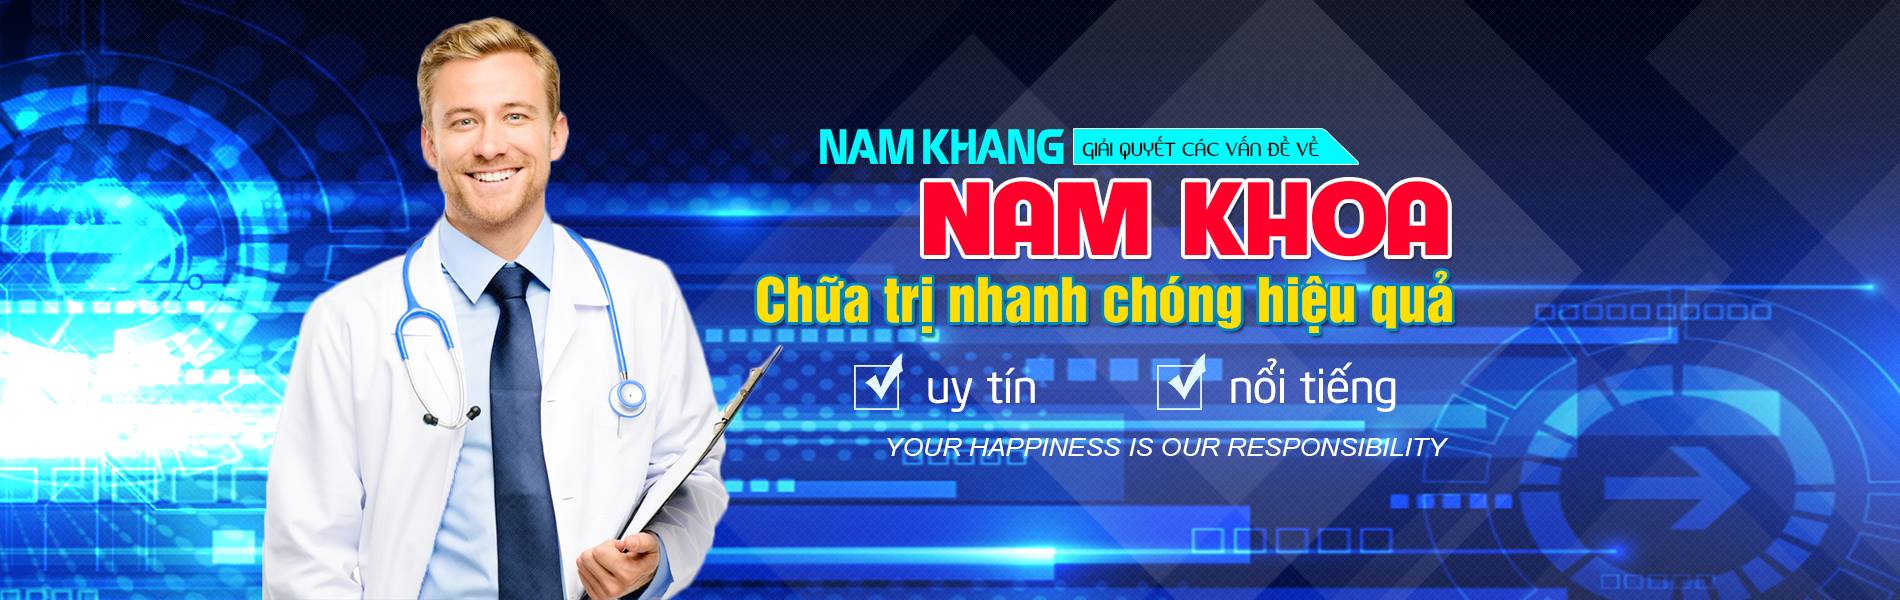 NAM KHANG GIẢI QUYẾT CÁC VẤN ĐỀ VỀ
NAM KHOA
Chữa trị nhanh chóng hiệu quả
uy tín nổi tiếng
YOUR HAPPINESS IS OUR RESPONSIBILITY